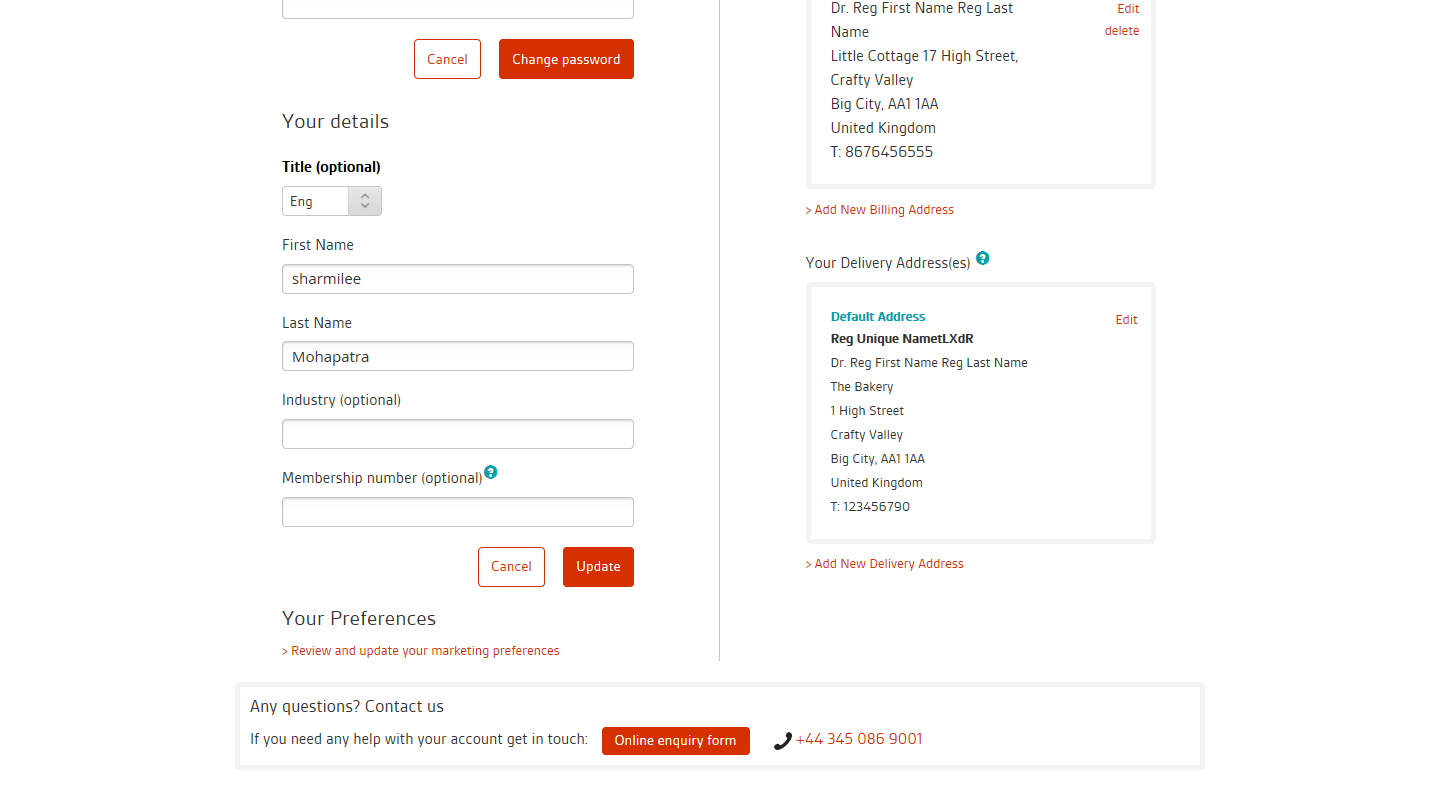 Cancel
Change password
Your details
Title (optional)
Eng
First Name
sharmilee
Last Name
Mohapatra
Industry (optional)
Membership number (optional)
?
Cancel
Update
Your Preferences
> Review and update your marketing preferences
Dr. Reg First Name Reg Last
Name
Edit
delete
Little Cottage 17 High Street,
Crafty Valley
Big City, AA1 1AA
United Kingdom
T: 8676456555
> Add New Billing Address
Your Delivery Address(es) ?
Default Address
Edit
Reg Unique NametLXdR
Dr. Reg First Name Reg Last Name
The Bakery
1 High Street
Crafty Valley
Big City, AA1 1AA
United Kingdom
T: 123456790
> Add New Delivery Address
Any questions? Contact us
If you need any help with your account get in touch: Online enquiry form +44 345 086 9001